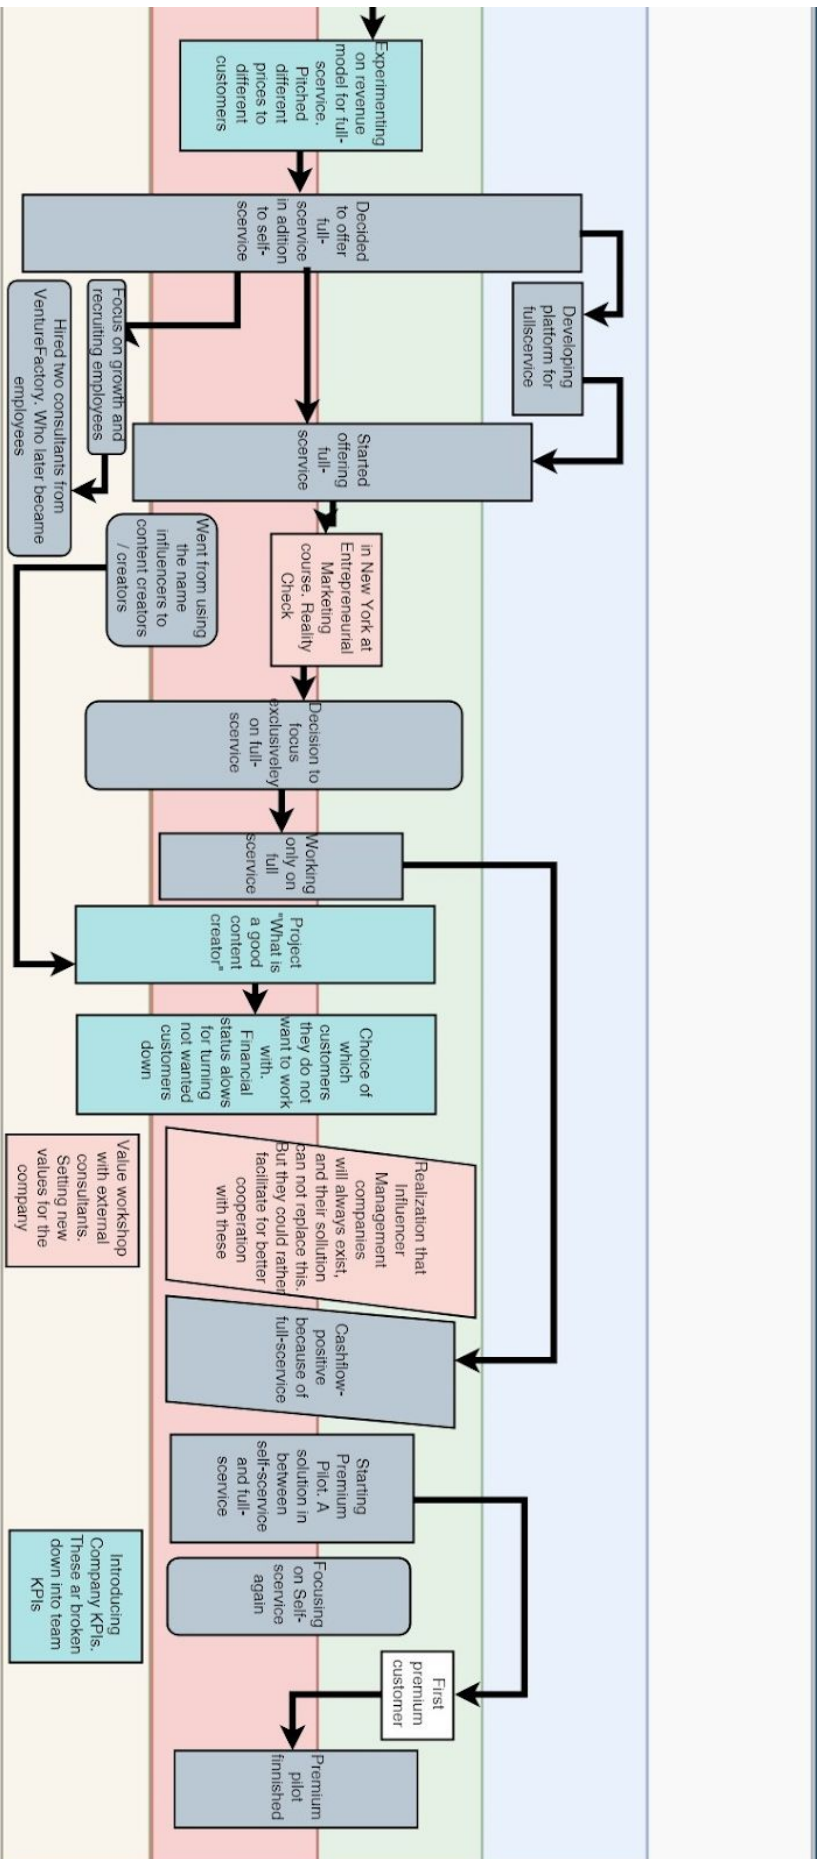 Experimenting
on revenue
model for full-
scervice.
Pitched
different
prices to
different
customers
Decided
to offer
full-
scervice
in adition
to self-
scervice
Developing
platform for
fullscervice
Focus on growth and
recruiting employees
Hired two consultants from
VentureFactory. Who later became
employees
Started
offering
full-
scervice
Went from using
the name
influencers to
content creators
/ creators
in New York at
Entrepreneurial
Marketing
course. Reality
Check
Decision to
focus
exclusiveley
on full-
scervice
Working
only on
full
scervice
Project
"What is
a good
content
creator"
Choice of
which
customers
they do not
want to work
with.
Financial
status alows
for turning
not wanted
customers
down
Value workshop
with external
consultants.
Setting new
values for the
company
Realization that
Influencer
Management
companies
will always exist,
and their sollution
can not replace this.
But they could rather
facilitate for better
cooperation
with these
Cashflow-
positive
because of
full-scervice
Starting
Premium
Pilot. A
solution in
between
self-scervice
and full-
scervice
Introducing
Company KPIs.
These ar broken
down into team
KPIs
Focusing
on Self-
scervice
again
First
premium
customer
Premium
pilot
finnished